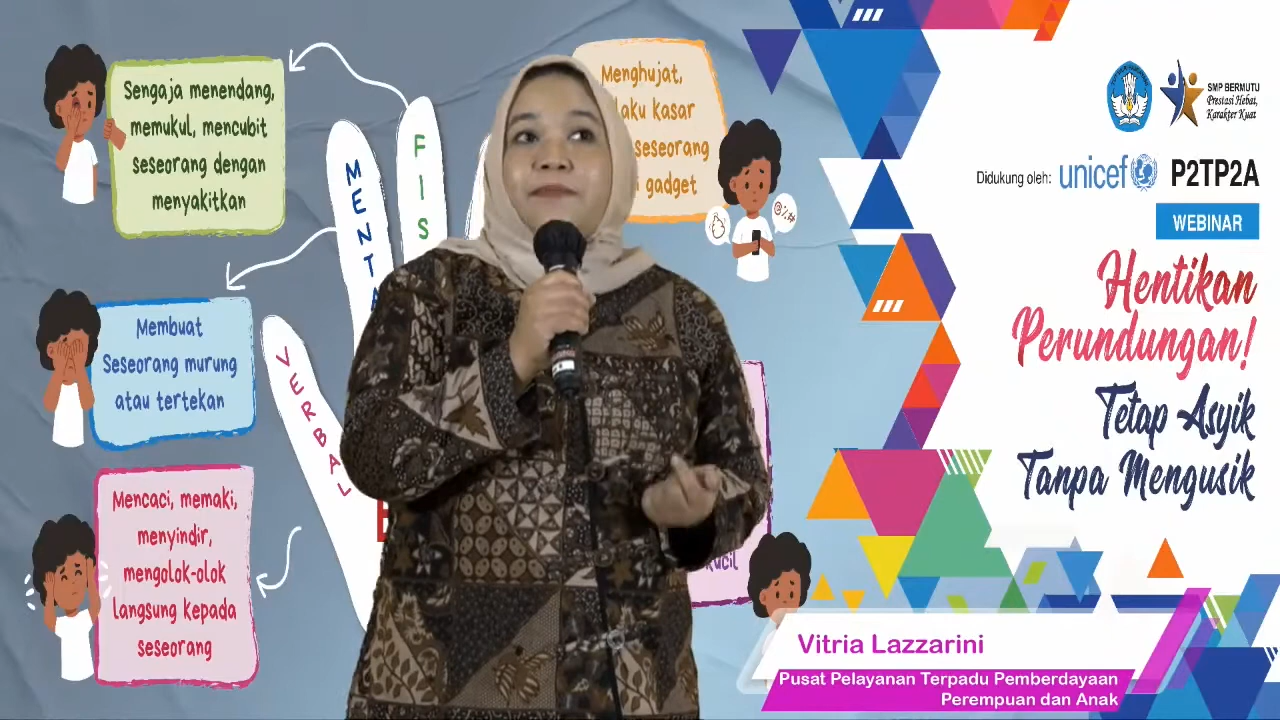 Sengaja menendang,
memukul, mencubit
seseorang dengan
menyakitkan
Membuat
Seseorang murung
atau tertekan
Mencaci, memaki,
menyindir,
mengolok-olok
langsung kepada
seseorang
VERBAL
MENTA
FIS
Menghujat,
laku kasar
seseorang
gadget
SMP BERMUTU
Prestasi Hebat,
Karakter Kuat
Didukung oleh: unicef P2TP2A
WEBINAR
Hentikan
Perundungan!
Tetap Asyik
Tanpa Mengusik
Vitria Lazzarini
Pusat Pelayanan Terpadu Pemberdayaan
Perempuan dan Anak